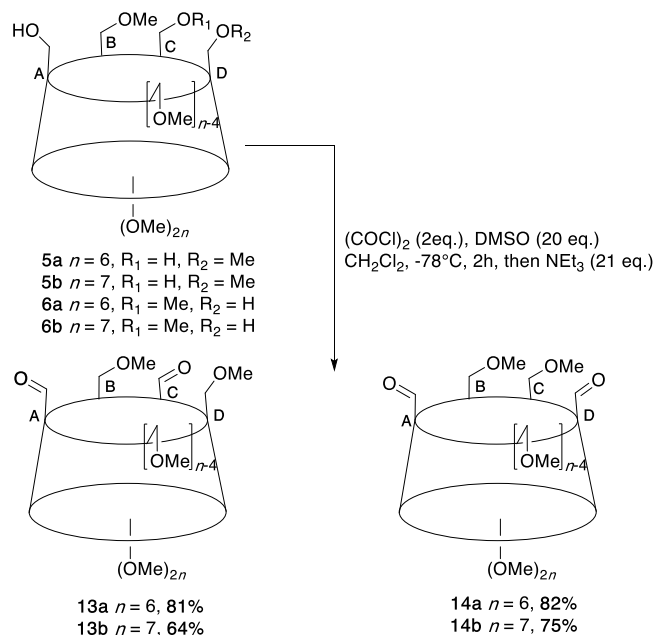 HO
OMe
OR1
OR2
B
C
A
D
[OMe]n-4
(OMe)2n
5a n = 6, R1 = H, R2 = Me
5b n = 7, R1 = H, R2 = Me
6a n = 6, R1 = Me, R2 = H
6b n = 7, R1 = Me, R2 = H
(COCl)2 (2eq.), DMSO (20 eq.)
CH2Cl2, -78°C, 2h, then NEt3 (21 eq.)
O
OMe
O
OMe
B
C
A
D
[OMe]n-4
(OMe)2n
13a n = 6, 81%
13b n = 7, 64%
O
OMe
OMe
O
B
C
A
D
[OMe]n-4
(OMe)2n
14a n = 6, 82%
14b n = 7, 75%